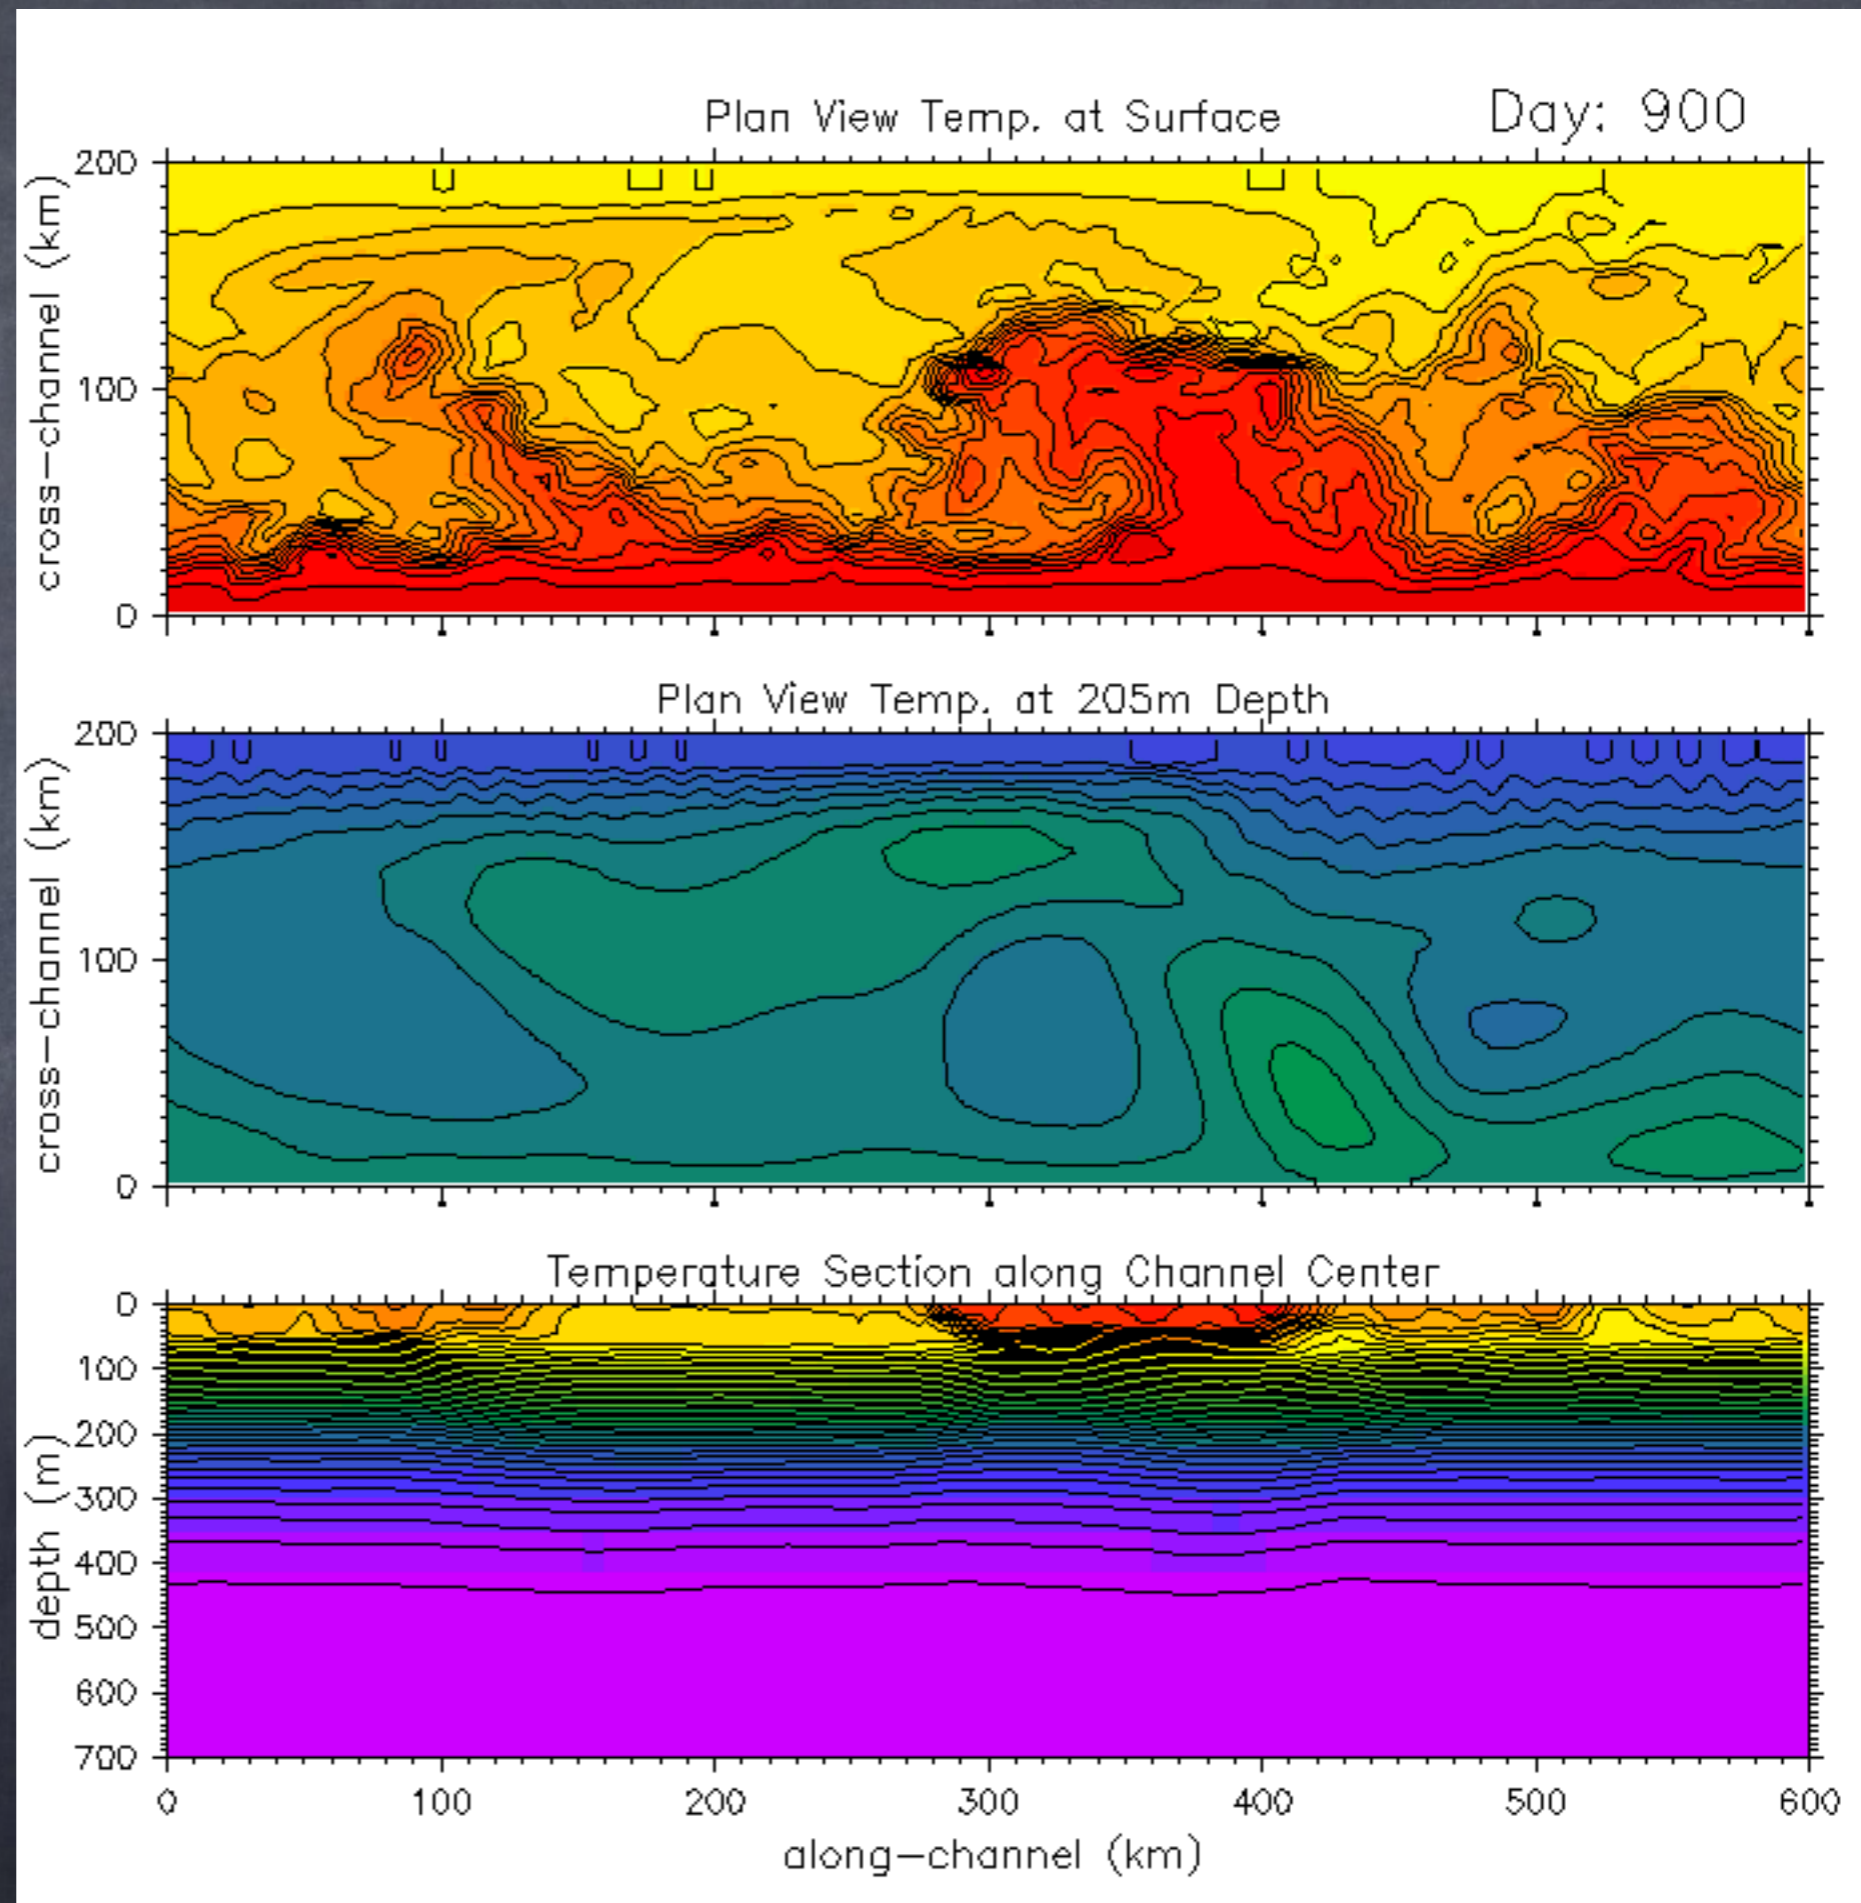 Plan View Temp. at Surface
Day: 900
cross-channel (km)
200
100
0
Plan View Temp. at 205m Depth
cross-channel (km)
200
100
0
Temperature Section along Channel Center
depth (m)
0
100
200
300
400
500
600
700
0 100 200 300 400 500 600
along-channel (km)